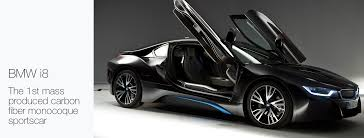 BMW i8
The 1st mass
produced carbon
fiber monocoque
sportscar